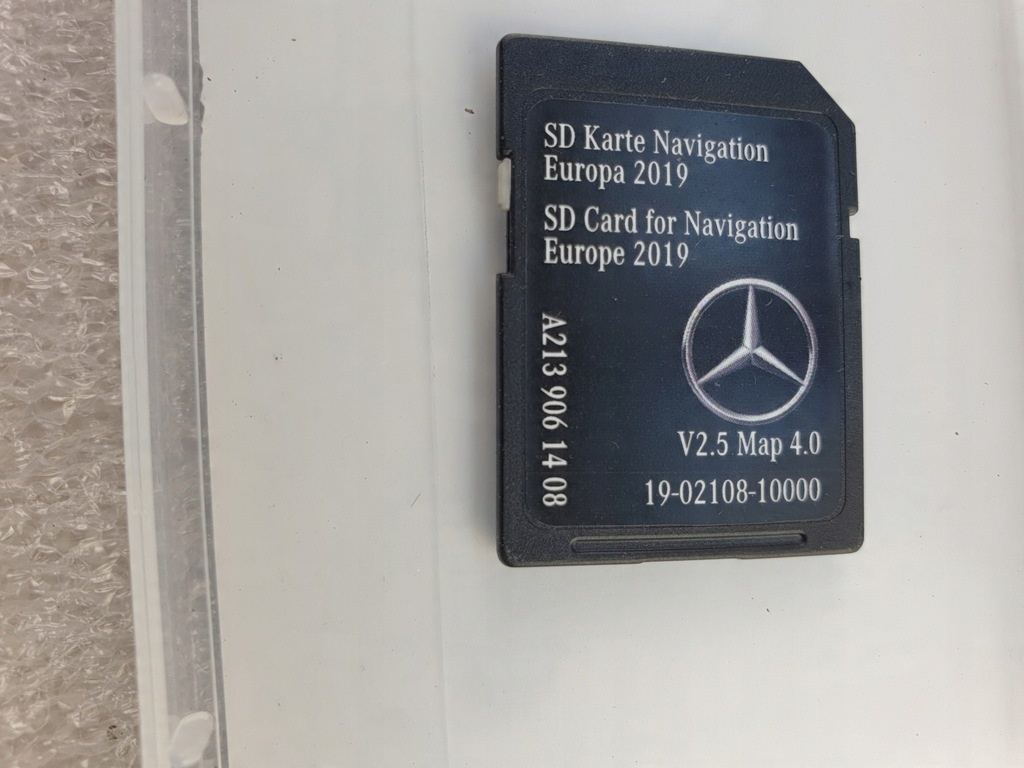 SD Karte Navigation
Europa 2019
SD Card for Navigation
Europe 2019
A213 906 14 08
V2.5 Map 4.0
19-02108-10000